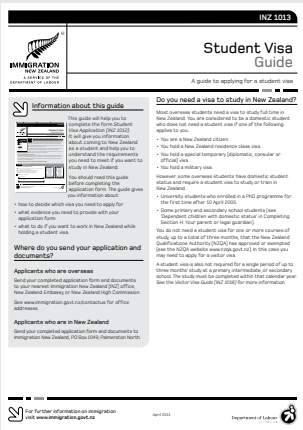 INZ 1013
IMMIGRATION
NEW ZEALAND
A SERVICE OF THE
DEPARTMENT OF LABOUR
Student Visa
Guide
A guide to applying for a student visa
Information about this guide
This guide will help you to
complete the form Student
Visa Application (INZ 1012).
It will give you information
about coming to New Zealand
as a student and help you to
understand the requirements
you need to meet if you want to
study in New Zealand.
You should read this guide
before completing the
application form. The guide gives
you information about:
• how to decide which visa you need to apply for
• what evidence you need to provide with your
application form
• what to do if you want to work in New Zealand while
holding a student visa.
Where do you send your application and
documents?
Applicants who are overseas
Send your completed application form and documents
to your nearest Immigration New Zealand (INZ) office,
New Zealand Embassy, or New Zealand High Commission.
See www.immigration.govt.nz/contactus for office
addresses.
Applicants who are in New Zealand
Send your completed application form and documents to
Immigration New Zealand, PO Box 1049, Palmerston North.
Do you need a visa to study in New Zealand?
Most overseas students need a visa to study full time in
New Zealand. You are considered to be a domestic student
who does not need a student visa if one of the following
applies to you.
• You are a New Zealand citizen.
• You hold a New Zealand residence class visa.
• You hold a special temporary (diplomatic, consular or
official) visa.
• You hold a military visa.
However, some overseas students have domestic student
status and require a student visa to study or train in
New Zealand.
• University students who enrolled in a PhD programme for
the first time after 19 April 2005.
• Some primary and secondary school students (see
'Dependent children with domestic status' in Completing
Section H: Your parent or legal guardian).
You do not need a student visa for one or more courses of
study, up to a total of three months, that the New Zealand
Qualifications Authority (NZQA) has approved or exempted
(see the NZQA website www.nzqa.govt.nz). In this case you
may need to apply for a visitor visa.
A student visa is also not required for a single period of up to
three months' study at a primary, intermediate, or secondary
school. The study must be completed within that calendar year.
See the Visitor Visa Guide (INZ 1018) for more information.
For further information on immigration
visit www.immigration.govt.nz
April 2011
Department of Labour